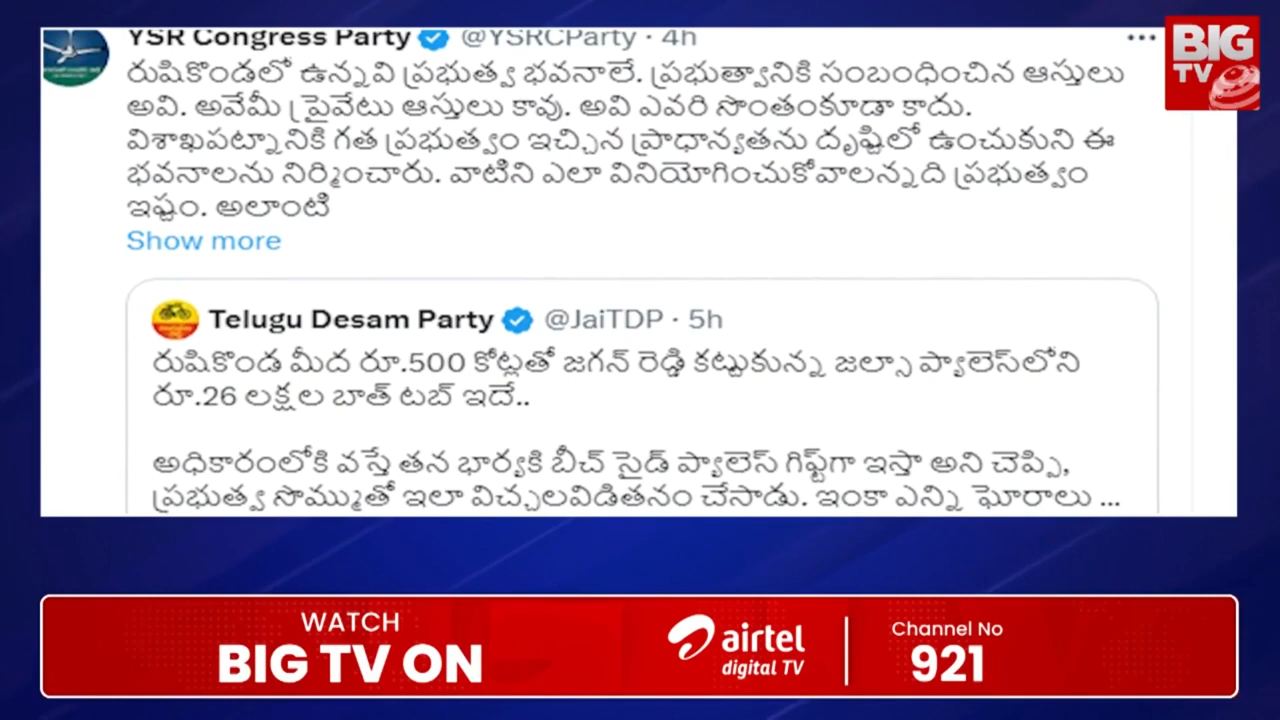 YSR Congress Party @YSRCParty · 4h
BIG
TV
రుషికొండలో ఉన్నవి ప్రభుత్వ భవనాలే. ప్రభుత్వానికి సంబంధించిన ఆస్తులు
అవి. అవేమీ ప్రైవేటు ఆస్తులు కావు. అవి ఎవరి సొంతంకూడా కాదు.
విశాఖపట్నానికి గత ప్రభుత్వం ఇచ్చిన ప్రాధాన్యతను దృష్టిలో ఉంచుకుని ఈ
భవనాలను నిర్మించారు. వాటిని ఎలా వినియోగించుకోవాలన్నది ప్రభుత్వం
ఇష్టం. అలాంటి
Show more
Telugu Desam Party @JaiTDP · 5h
రుషికొండ మీద రూ.500 కోట్లతో జగన్ రెడ్డి కట్టుకున్న జల్సా ప్యాలెస్‌లోని
రూ.26 లక్షల బాత్ టబ్ ఇదే..
అధికారంలోకి వస్తే తన భార్యకి బీచ్ సైడ్ ప్యాలెస్ గిఫ్ట్‌గా ఇస్తా అని చెప్పి,
ప్రభుత్వ సొమ్ముతో ఇలా విచ్చలవిడితనం చేసాడు. ఇంకా ఎన్ని ఘోరాలు ...
WATCH
BIG TV ON
airtel
digital TV
Channel No
921